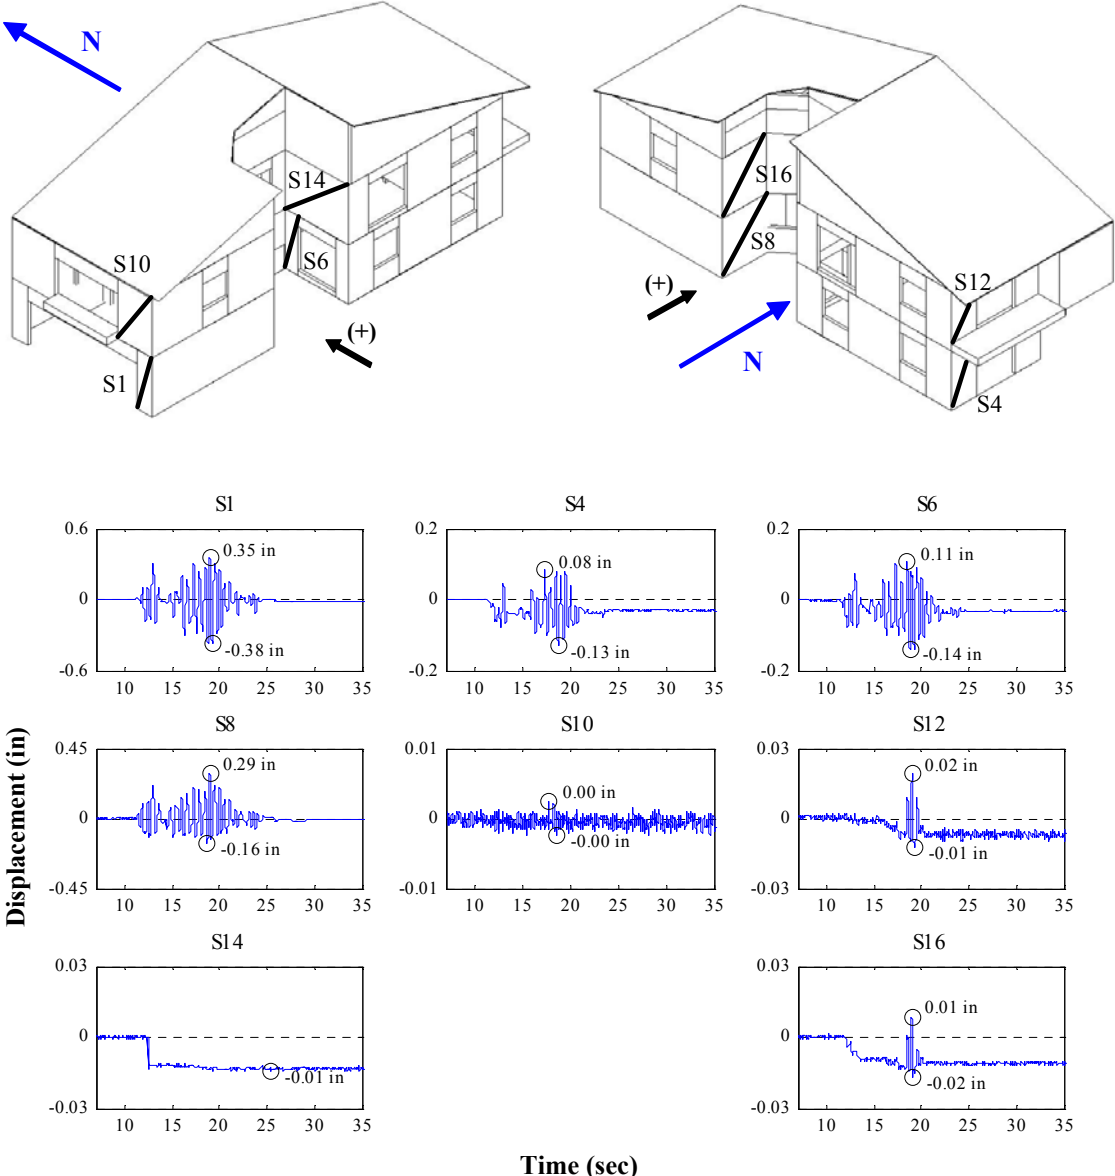 N
S14
S10
S6
(+)
S1
S16
S8
(+)
S12
N
S4
S1
0.6
0
-0.6
0.35 in
-0.38 in
10 15 20 25 30 35
S4
0.2
0
-0.2
0.08 in
-0.13 in
10 15 20 25 30 35
S6
0.2
0
-0.2
0.11 in
-0.14 in
10 15 20 25 30 35
Displacement (in)
S8
0.45
0
-0.45
0.29 in
-0.16 in
10 15 20 25 30 35
S10
0.01
0
-0.01
0.00 in
-0.00 in
10 15 20 25 30 35
S12
0.03
0
-0.03
0.02 in
-0.01 in
10 15 20 25 30 35
S14
0.03
0
-0.03
-0.01 in
10 15 20 25 30 35
S16
0.03
0
-0.03
0.01 in
-0.02 in
10 15 20 25 30 35
Time (sec)